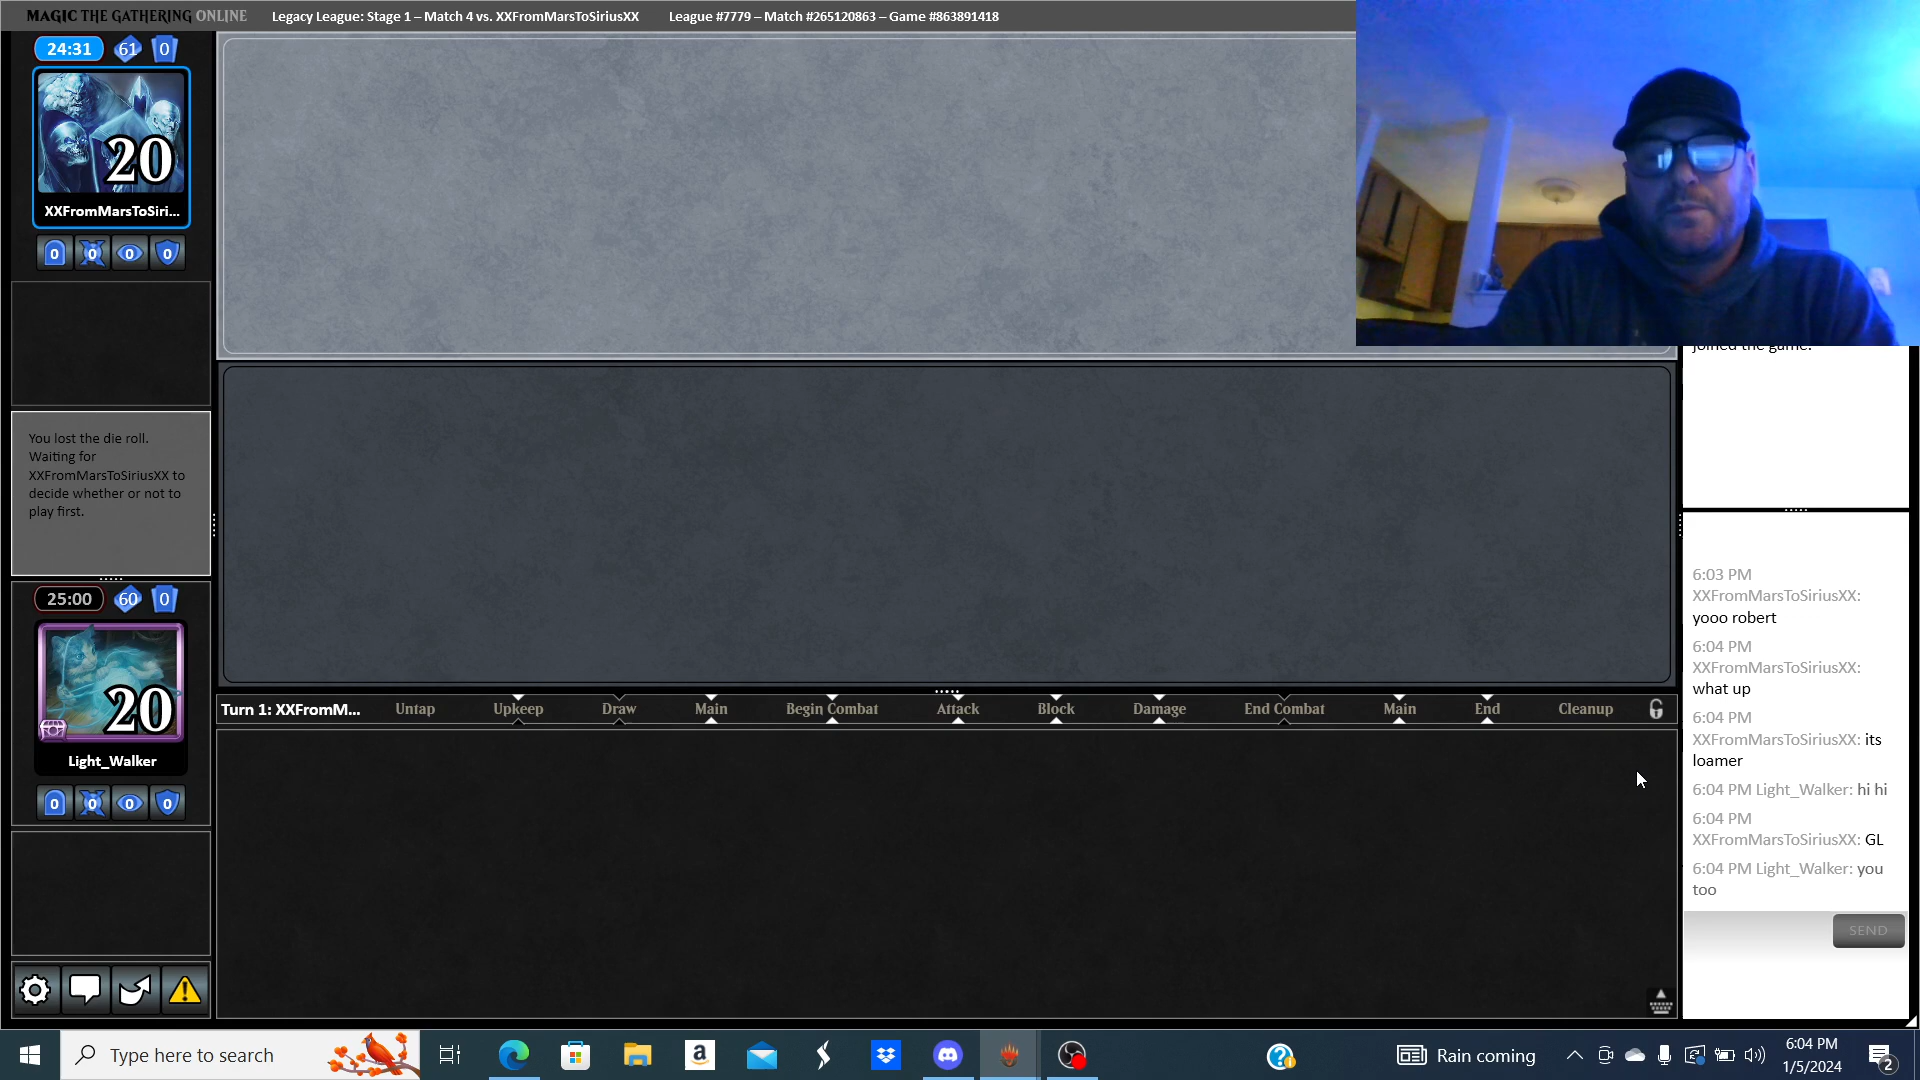 MAGIC THE GATHERING ONLINE
Legacy League: Stage 1 – Match 4 vs. XXFromMarsToSiriusXX
League #7779 – Match #265120863 – Game #863891418
24:31
61
0
20
XXFromMarsToSiri...
0
0
0
0
You lost the die roll.
Waiting for
XXFromMarsToSiriusXX to
decide whether or not to
play first.
25:00
60
0
20
Light_Walker
0
0
0
0
Turn 1: XXFromM...
Untap
Upkeep
Draw
Main
Begin Combat
Attack
Block
Damage
End Combat
Main
End
Cleanup
joined the game.
6:03 PM
XXFromMarsToSiriusXX:
yooo robert
6:04 PM
XXFromMarsToSiriusXX:
what up
6:04 PM
XXFromMarsToSiriusXX: its
loamer
6:04 PM Light_Walker: hi hi
6:04 PM
XXFromMarsToSiriusXX: GL
6:04 PM Light_Walker: you
too
SEND
Type here to search
a
Rain coming
6:04 PM
1/5/2024
2